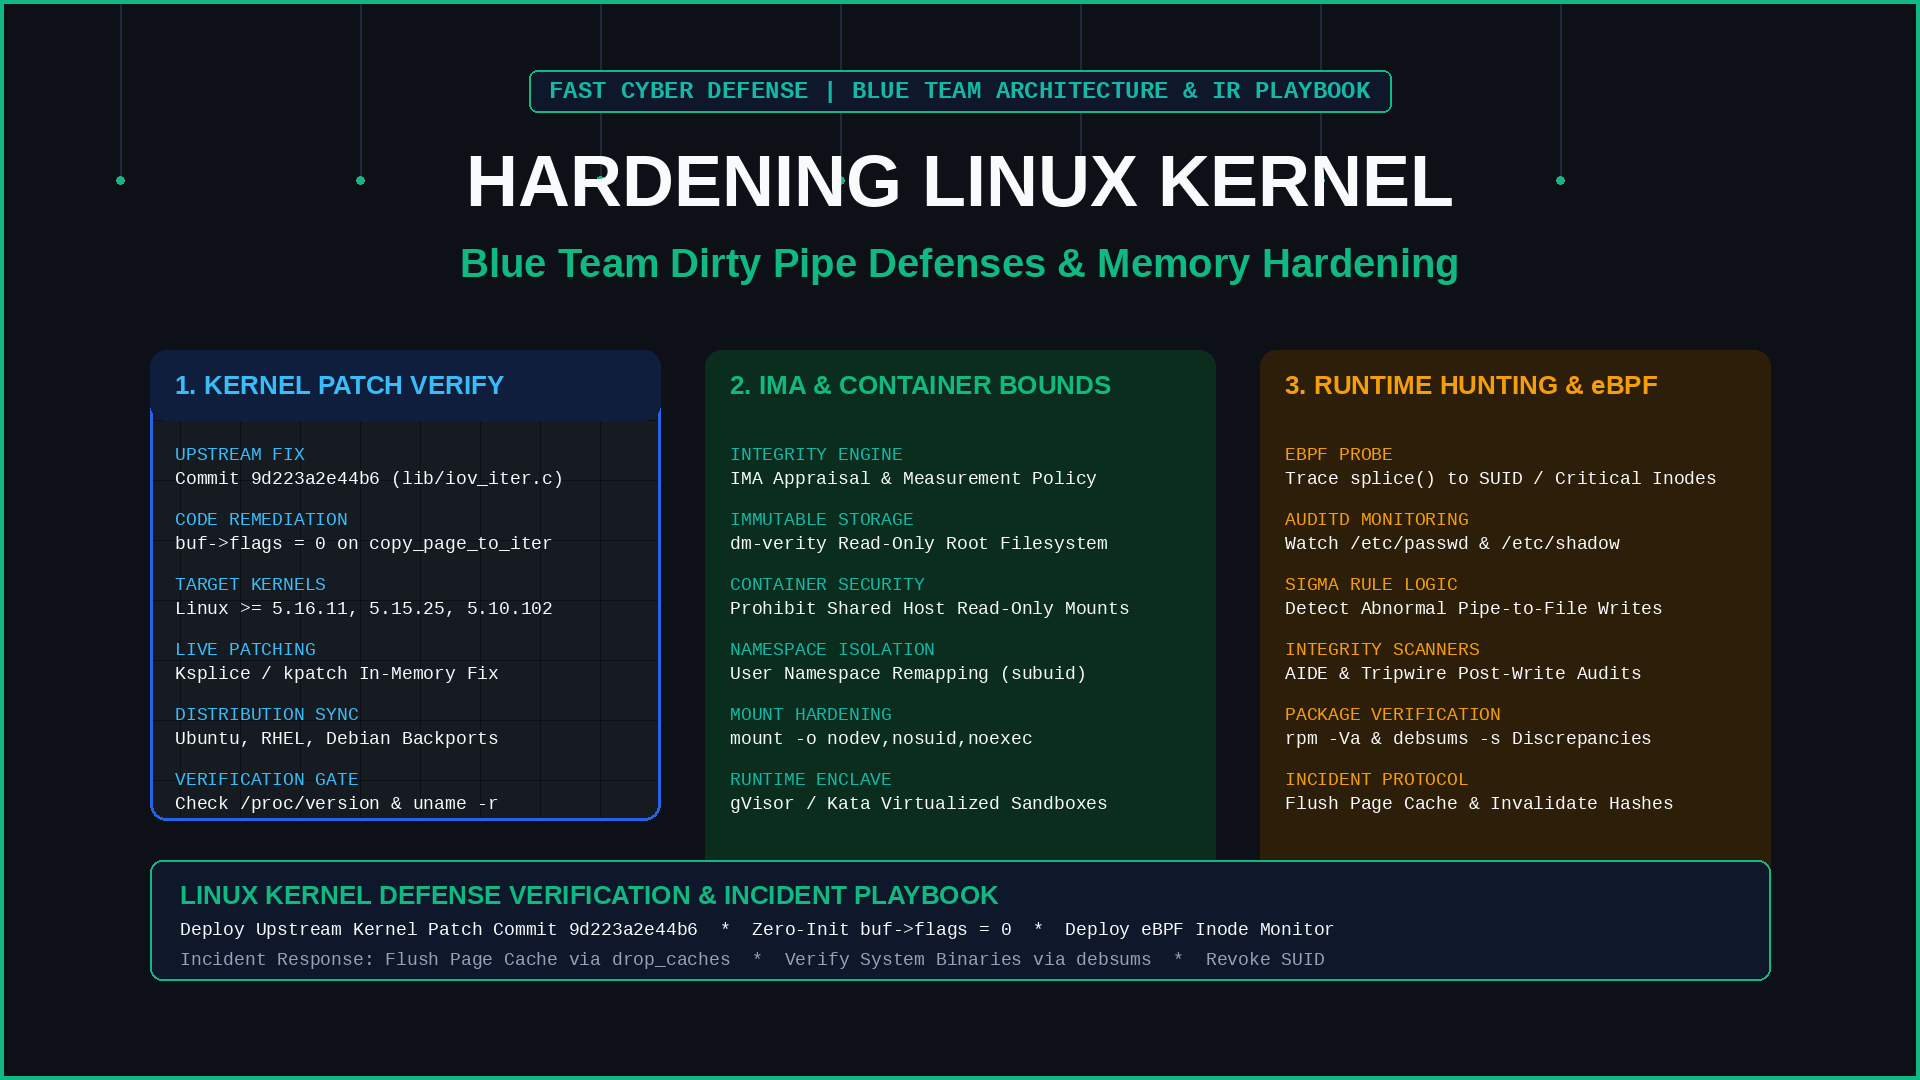 FAST CYBER DEFENSE | BLUE TEAM ARCHITECTURE & IR PLAYBOOK
HARDENING LINUX KERNEL
Blue Team Dirty Pipe Defenses & Memory Hardening
1. KERNEL PATCH VERIFY
UPSTREAM FIX
Commit 9d223a2e44b6 (lib/iov_iter.c)
CODE REMEDIATION
buf->flags = 0 on copy_page_to_iter
TARGET KERNELS
Linux >= 5.16.11, 5.15.25, 5.10.102
LIVE PATCHING
Ksplice / kpatch In-Memory Fix
DISTRIBUTION SYNC
Ubuntu, RHEL, Debian Backports
VERIFICATION GATE
Check /proc/version & uname -r
2. IMA & CONTAINER BOUNDS
INTEGRITY ENGINE
IMA Appraisal & Measurement Policy
IMMUTABLE STORAGE
dm-verity Read-Only Root Filesystem
CONTAINER SECURITY
Prohibit Shared Host Read-Only Mounts
NAMESPACE ISOLATION
User Namespace Remapping (subuid)
MOUNT HARDENING
mount -o nodev,nosuid,noexec
RUNTIME ENCLAVE
gVisor / Kata Virtualized Sandboxes
3. RUNTIME HUNTING & eBPF
EBPF PROBE
Trace splice() to SUID / Critical Inodes
AUDITD MONITORING
Watch /etc/passwd & /etc/shadow
SIGMA RULE LOGIC
Detect Abnormal Pipe-to-File Writes
INTEGRITY SCANNERS
AIDE & Tripwire Post-Write Audits
PACKAGE VERIFICATION
rpm -Va & debsums -s Discrepancies
INCIDENT PROTOCOL
Flush Page Cache & Invalidate Hashes
LINUX KERNEL DEFENSE VERIFICATION & INCIDENT PLAYBOOK
Deploy Upstream Kernel Patch Commit 9d223a2e44b6  *  Zero-Init buf->flags = 0  *  Deploy eBPF Inode Monitor
Incident Response: Flush Page Cache via drop_caches  *  Verify System Binaries via debsums  *  Revoke SUID